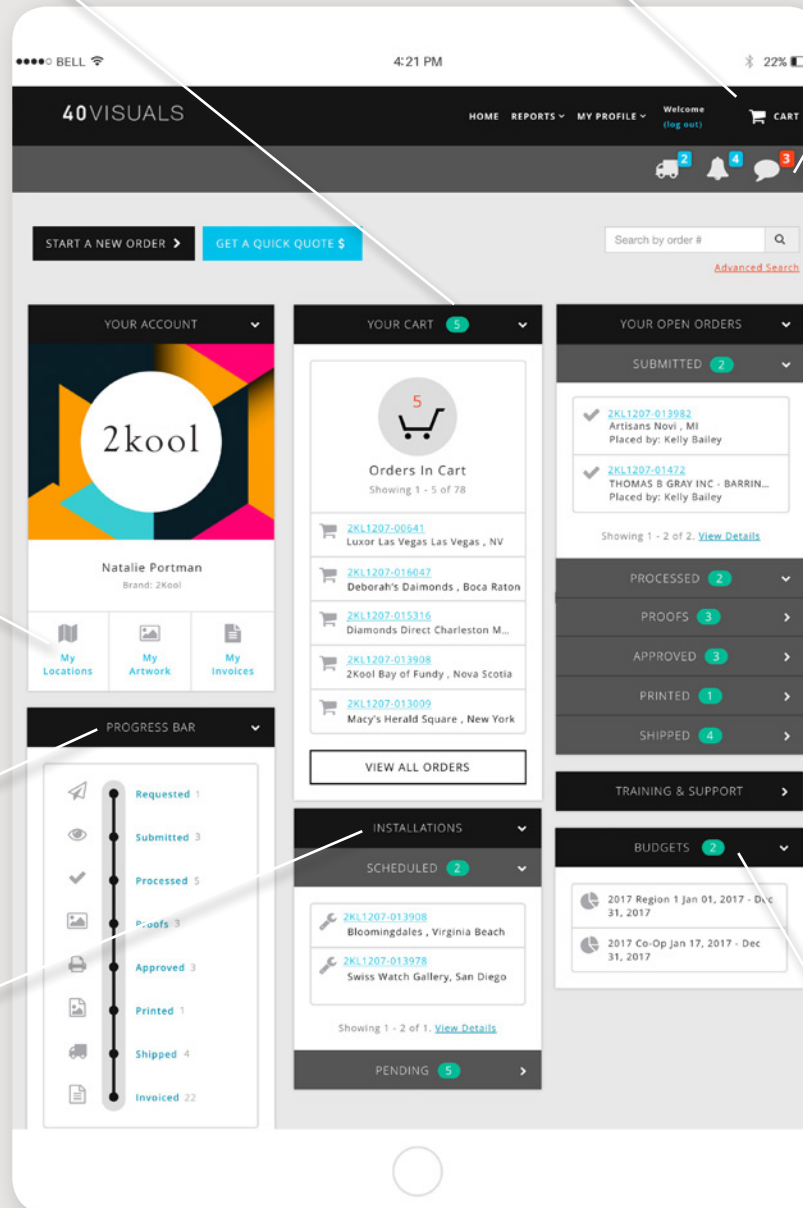 BELL
4:21 PM
22%
40VISUALS
HOME REPORTS MY PROFILE
Welcome
(log out)
CART
2
4
3
START A NEW ORDER
GET A QUICK QUOTE $
Search by order #
Advanced Search
YOUR ACCOUNT
2kool
Natalie Portman
Brand: 2Kool
My
Locations
My
Artwork
My
Invoices
PROGRESS BAR
Requested 1
Submitted 3
Processed 5
Proofs 3
Approved 3
Printed 1
Shipped 4
Invoiced 22
YOUR CART 5
5
Orders In Cart
Showing 1 - 5 of 78
2KL1207-00641
Luxor Las Vegas Las Vegas , NV
2KL1207-016047
Deborah's Daimonds , Boca Raton
2KL1207-015316
Diamonds Direct Charleston M...
2KL1207-013908
2Kool Bay of Fundy , Nova Scotia
2KL1207-013009
Macy's Herald Square , New York
VIEW ALL ORDERS
INSTALLATIONS
SCHEDULED 2
2KL1207-013908
Bloomingdales , Virginia Beach
2KL1207-013978
Swiss Watch Gallery, San Diego
Showing 1 - 2 of 1. View Details
PENDING 5
YOUR OPEN ORDERS
SUBMITTED 2
2KL1207-013982
Artisans Novi , MI
Placed by: Kelly Bailey
2KL1207-01472
THOMAS B GRAY INC - BARRIN...
Placed by: Kelly Bailey
Showing 1 - 2 of 2. View Details
PROCESSED 2
PROOFS 3
APPROVED 3
PRINTED 1
SHIPPED 4
TRAINING & SUPPORT
BUDGETS 2
2017 Region 1 Jan 01, 2017 - Dec
31, 2017
2017 Co-Op Jan 17, 2017 - Dec
31, 2017